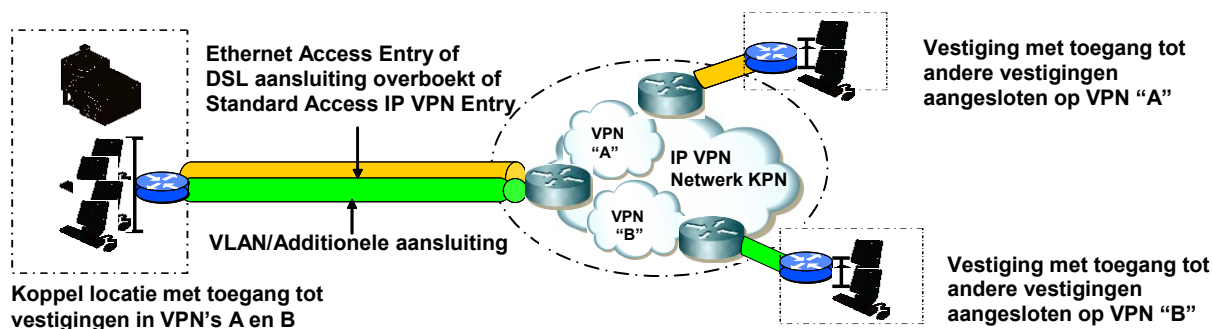 Ethernet Access Entry of
DSL aansluiting overboekt of
Standard Access IP VPN Entry
VLAN/Additionele aansluiting
Koppel locatie met toegang tot
vestigingen in VPN's A en B
VPN
“A”
IP VPN
Netwerk KPN
VPN
“B”
Vestiging met toegang tot
andere vestigingen
aangesloten op VPN “A”
Vestiging met toegang tot
andere vestigingen
aangesloten op VPN “B”